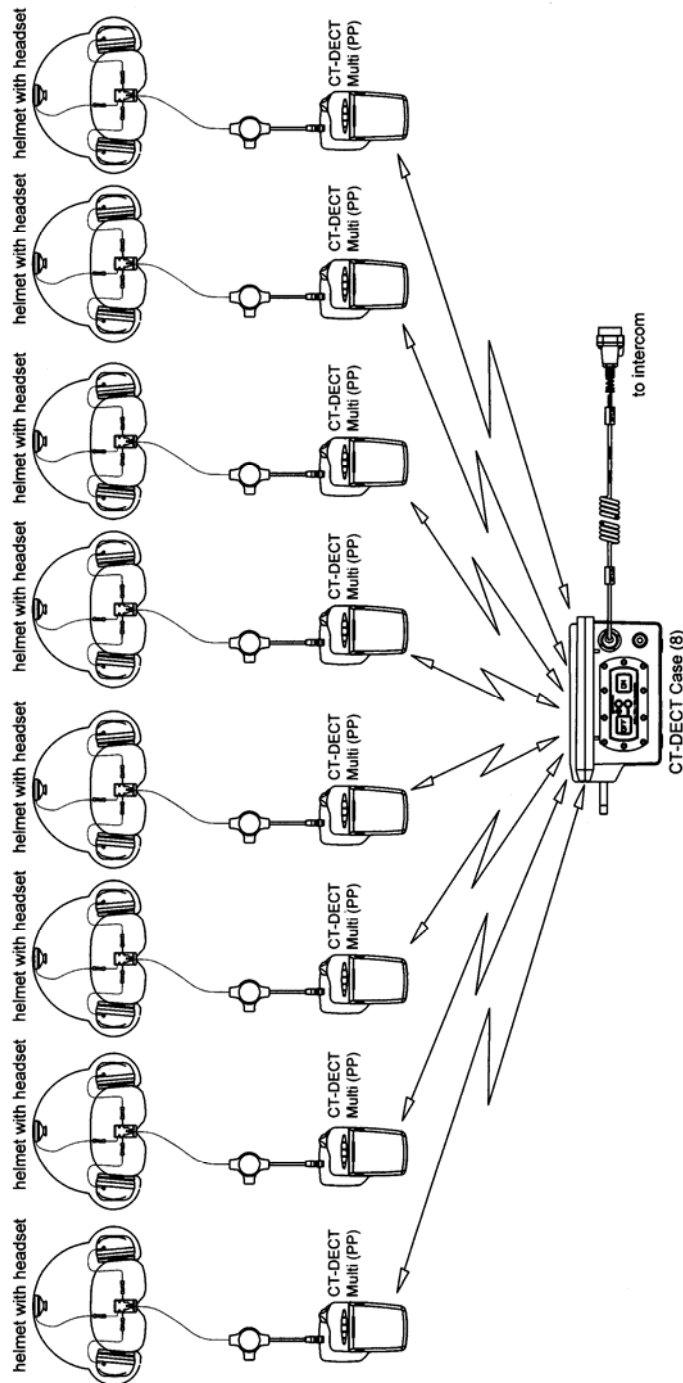 helmet with headset
helmet with headset
helmet with headset
helmet with headset
helmet with headset
helmet with headset
helmet with headset
helmet with headset
CT-DECT
Multi (PP)
CT-DECT
Multi (PP)
CT-DECT
Multi (PP)
CT-DECT
Multi (PP)
CT-DECT
Multi (PP)
CT-DECT
Multi (PP)
CT-DECT
Multi (PP)
CT-DECT
Multi (PP)
to intercom
CT-DECT Case (8)